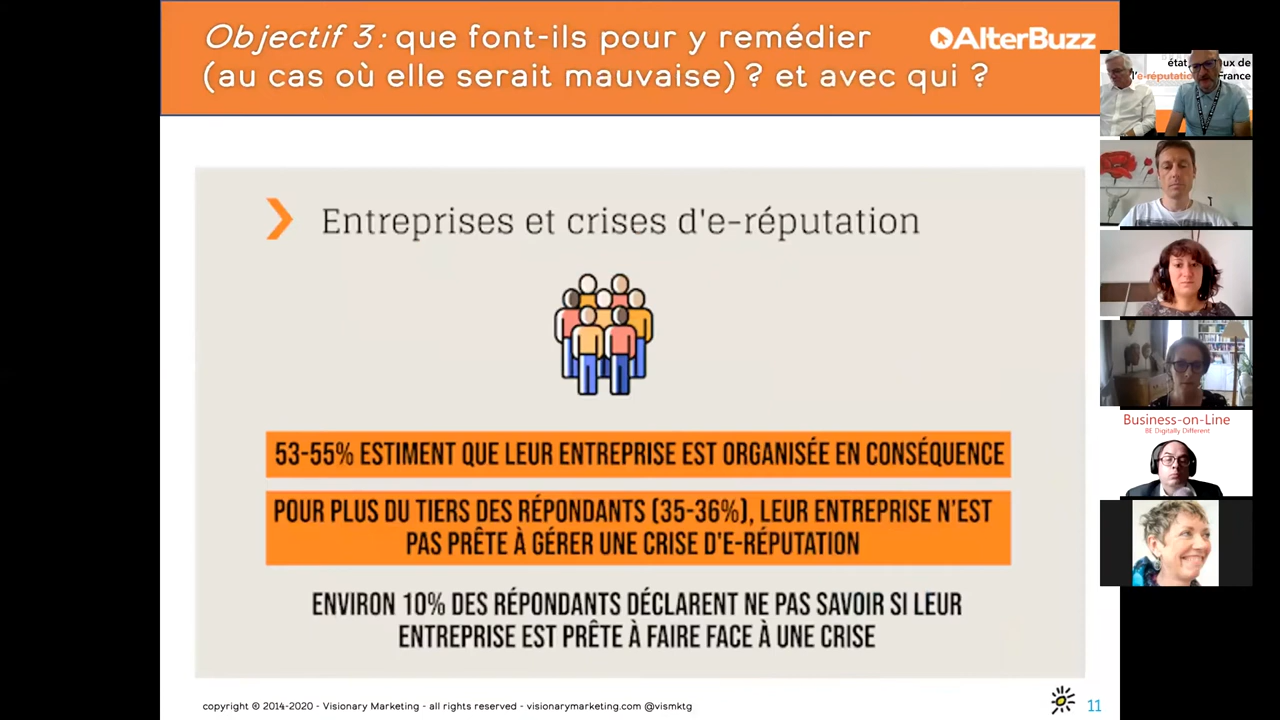 Objectif 3 : que font-ils pour y remédier
(au cas où elle serait mauvaise) ? et avec qui ?
AlterBuzz
Entreprises et crises d'e-réputation
53-55% ESTIMENT QUE LEUR ENTREPRISE EST ORGANISÉE EN CONSÉQUENCE
POUR PLUS DU TIERS DES RÉPONDANTS (35-36%), LEUR ENTREPRISE N'EST
PAS PRÊTE À GÉRER UNE CRISE D'E-RÉPUTATION
ENVIRON 10% DES RÉPONDANTS DÉCLARENT NE PAS SAVOIR SI LEUR
ENTREPRISE EST PRÊTE À FAIRE FACE À UNE CRISE
copyright © 2014-2020 - Visionary Marketing - all rights reserved - visionarymarketing.com @vismktg
11
état
ux de
l'e-réputatio
France
Business-on-Line
BE Digitally Different